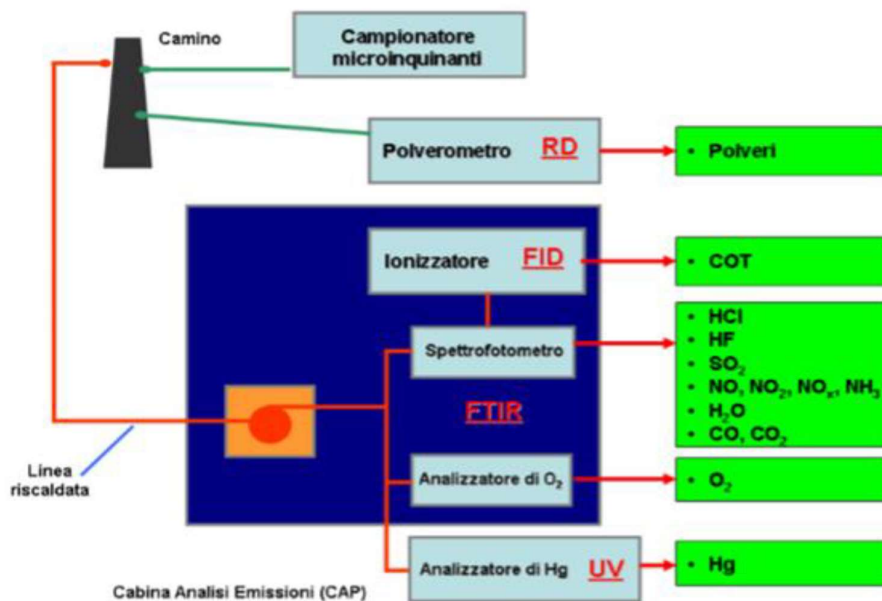 Camino
Campionatore
microinquinanti
Polverometro RD
• Polveri
Ionizzatore FID
• COT
Spettrofotometro
• HCl
• HF
• SO₂
• NO, NO₂, NOₓ, NH₃
• H₂O
• CO, CO₂
FTIR
Linea
riscaldata
Analizzatore di O₂
• O₂
Analizzatore di Hg UV
• Hg
Cabina Analisi Emissioni (CAP)